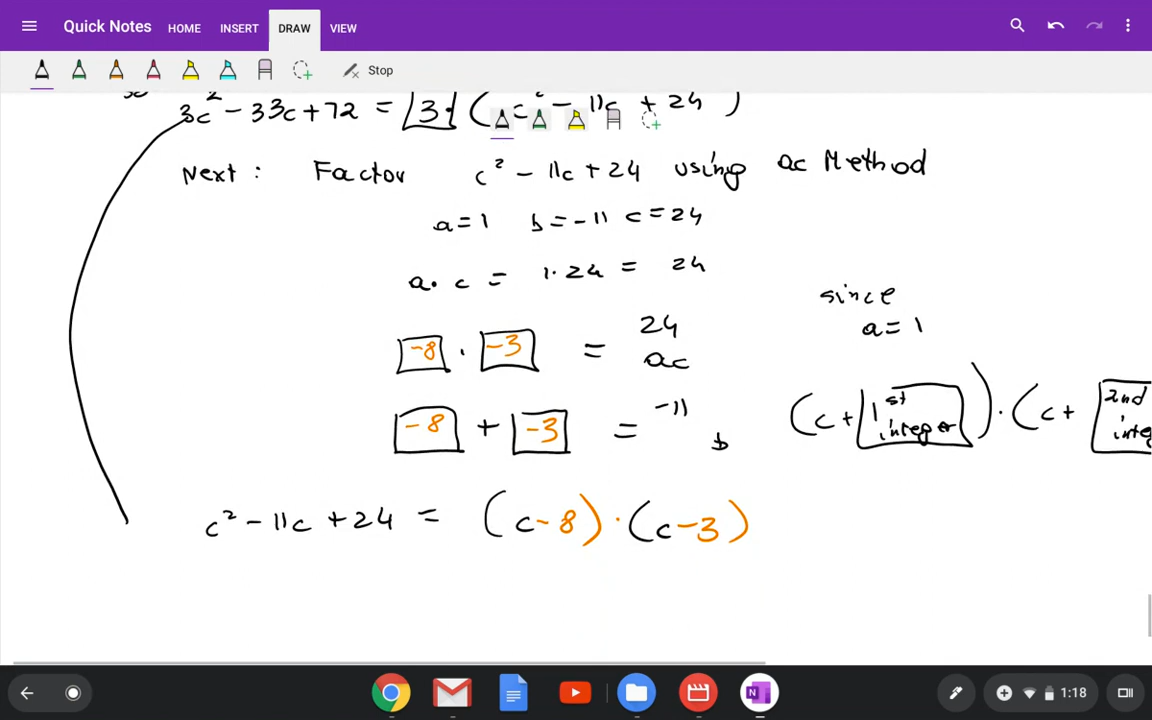 Quick Notes HOME INSERT DRAW VIEW
Stop
3c² - 33c + 72 = 3 · (c² - 11c + 24)
Next : Factor c² - 11c + 24 using ac Method
a = 1 b = -11 c = 24
a · c = 1 · 24 = 24
since
a = 1
-8 · -3 = 24
ac
-8 + -3 = -11
b
(c + 1st integer) · (c + 2nd
c² - 11c + 24 = (c - 8) · (c - 3)
1:18